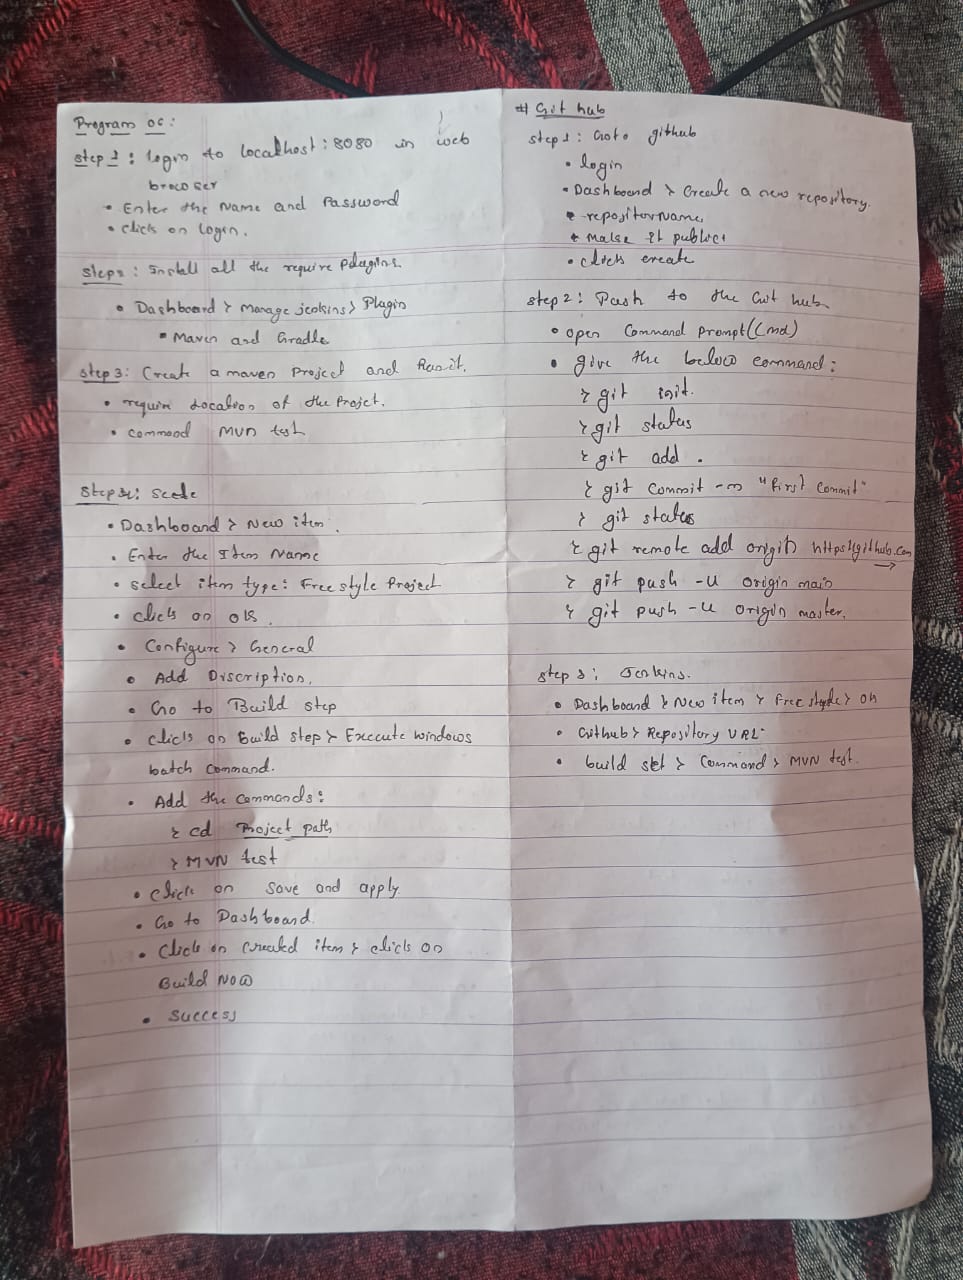 Program 06:
Step 1: Login to localhost:8080 in web
browser
• Enter the Name and Password
• Click on Login.
Step2: Install all the require Plugins.
• Dashboard > Manage jenkins > Plugin
• Maven and Gradle
Step 3: Create a maven Project and Run it.
• require Location of the Projet.
• command MVN test
Step 4:
• Dashboard > New item.
• Enter the Item Name
• select item type: Free style Project
• Click on ok.
• Configure > General
• Add Discription.
• Go to Build step
• Click on Build step > Execute windows
batch command.
• Add the commands:
> cd Project path
> MVN test
• Click on save and apply.
• Go to Dashboard.
• Click on created item > click on
Build Now
• Success
# Git hub
step 1: Goto github
• login
• Dashboard > Create a new repository.
• repositorname
• make it public
• click create
step 2: Push to the Git hub
• open Command prompt (Cmd)
• give the below command:
> git init.
> git status
> git add .
> git commit -m "first commit"
> git status
> git remote add origin https://github.com
> git push -u origin main
> git push -u origin master.
step 3: Jenkins.
• Dashboard > New item > Free style > ok
• Github > Repository URL
• build > Command > MVN test.